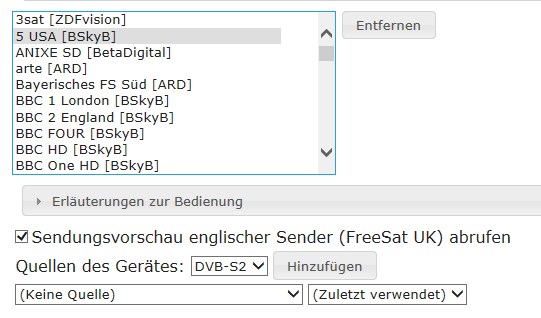 3sat [ZDFvision]
5 USA [BSkyB]
Entfernen
ANIXE SD [BetaDigital]
arte [ARD]
Bayerisches FS Süd [ARD]
BBC 1 London [BSkyB]
BBC 2 England [BSkyB]
BBC FOUR [BSkyB]
BBC HD [BSkyB]
BBC One HD [BSkyB]
Erläuterungen zur Bedienung
Sendungsvorschau englischer Sender (FreeSat UK) abrufen
Quellen des Gerätes: DVB-S2 Hinzufügen
(Keine Quelle) (Zuletzt verwendet)